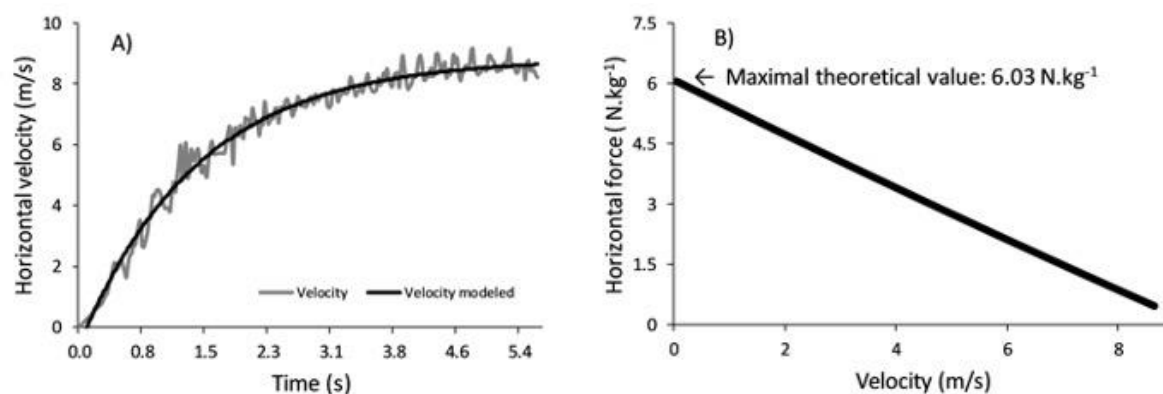 A)
Horizontal velocity (m/s)
10
8
6
4
2
0
Velocity
Velocity modeled
0.0 0.8 1.5 2.3 3.1 3.8 4.6 5.4
Time (s)
B)
Horizontal force ( N.kg-1)
7.5
6
4.5
3
1.5
0
← Maximal theoretical value: 6.03 N.kg-1
0 2 4 6 8
Velocity (m/s)